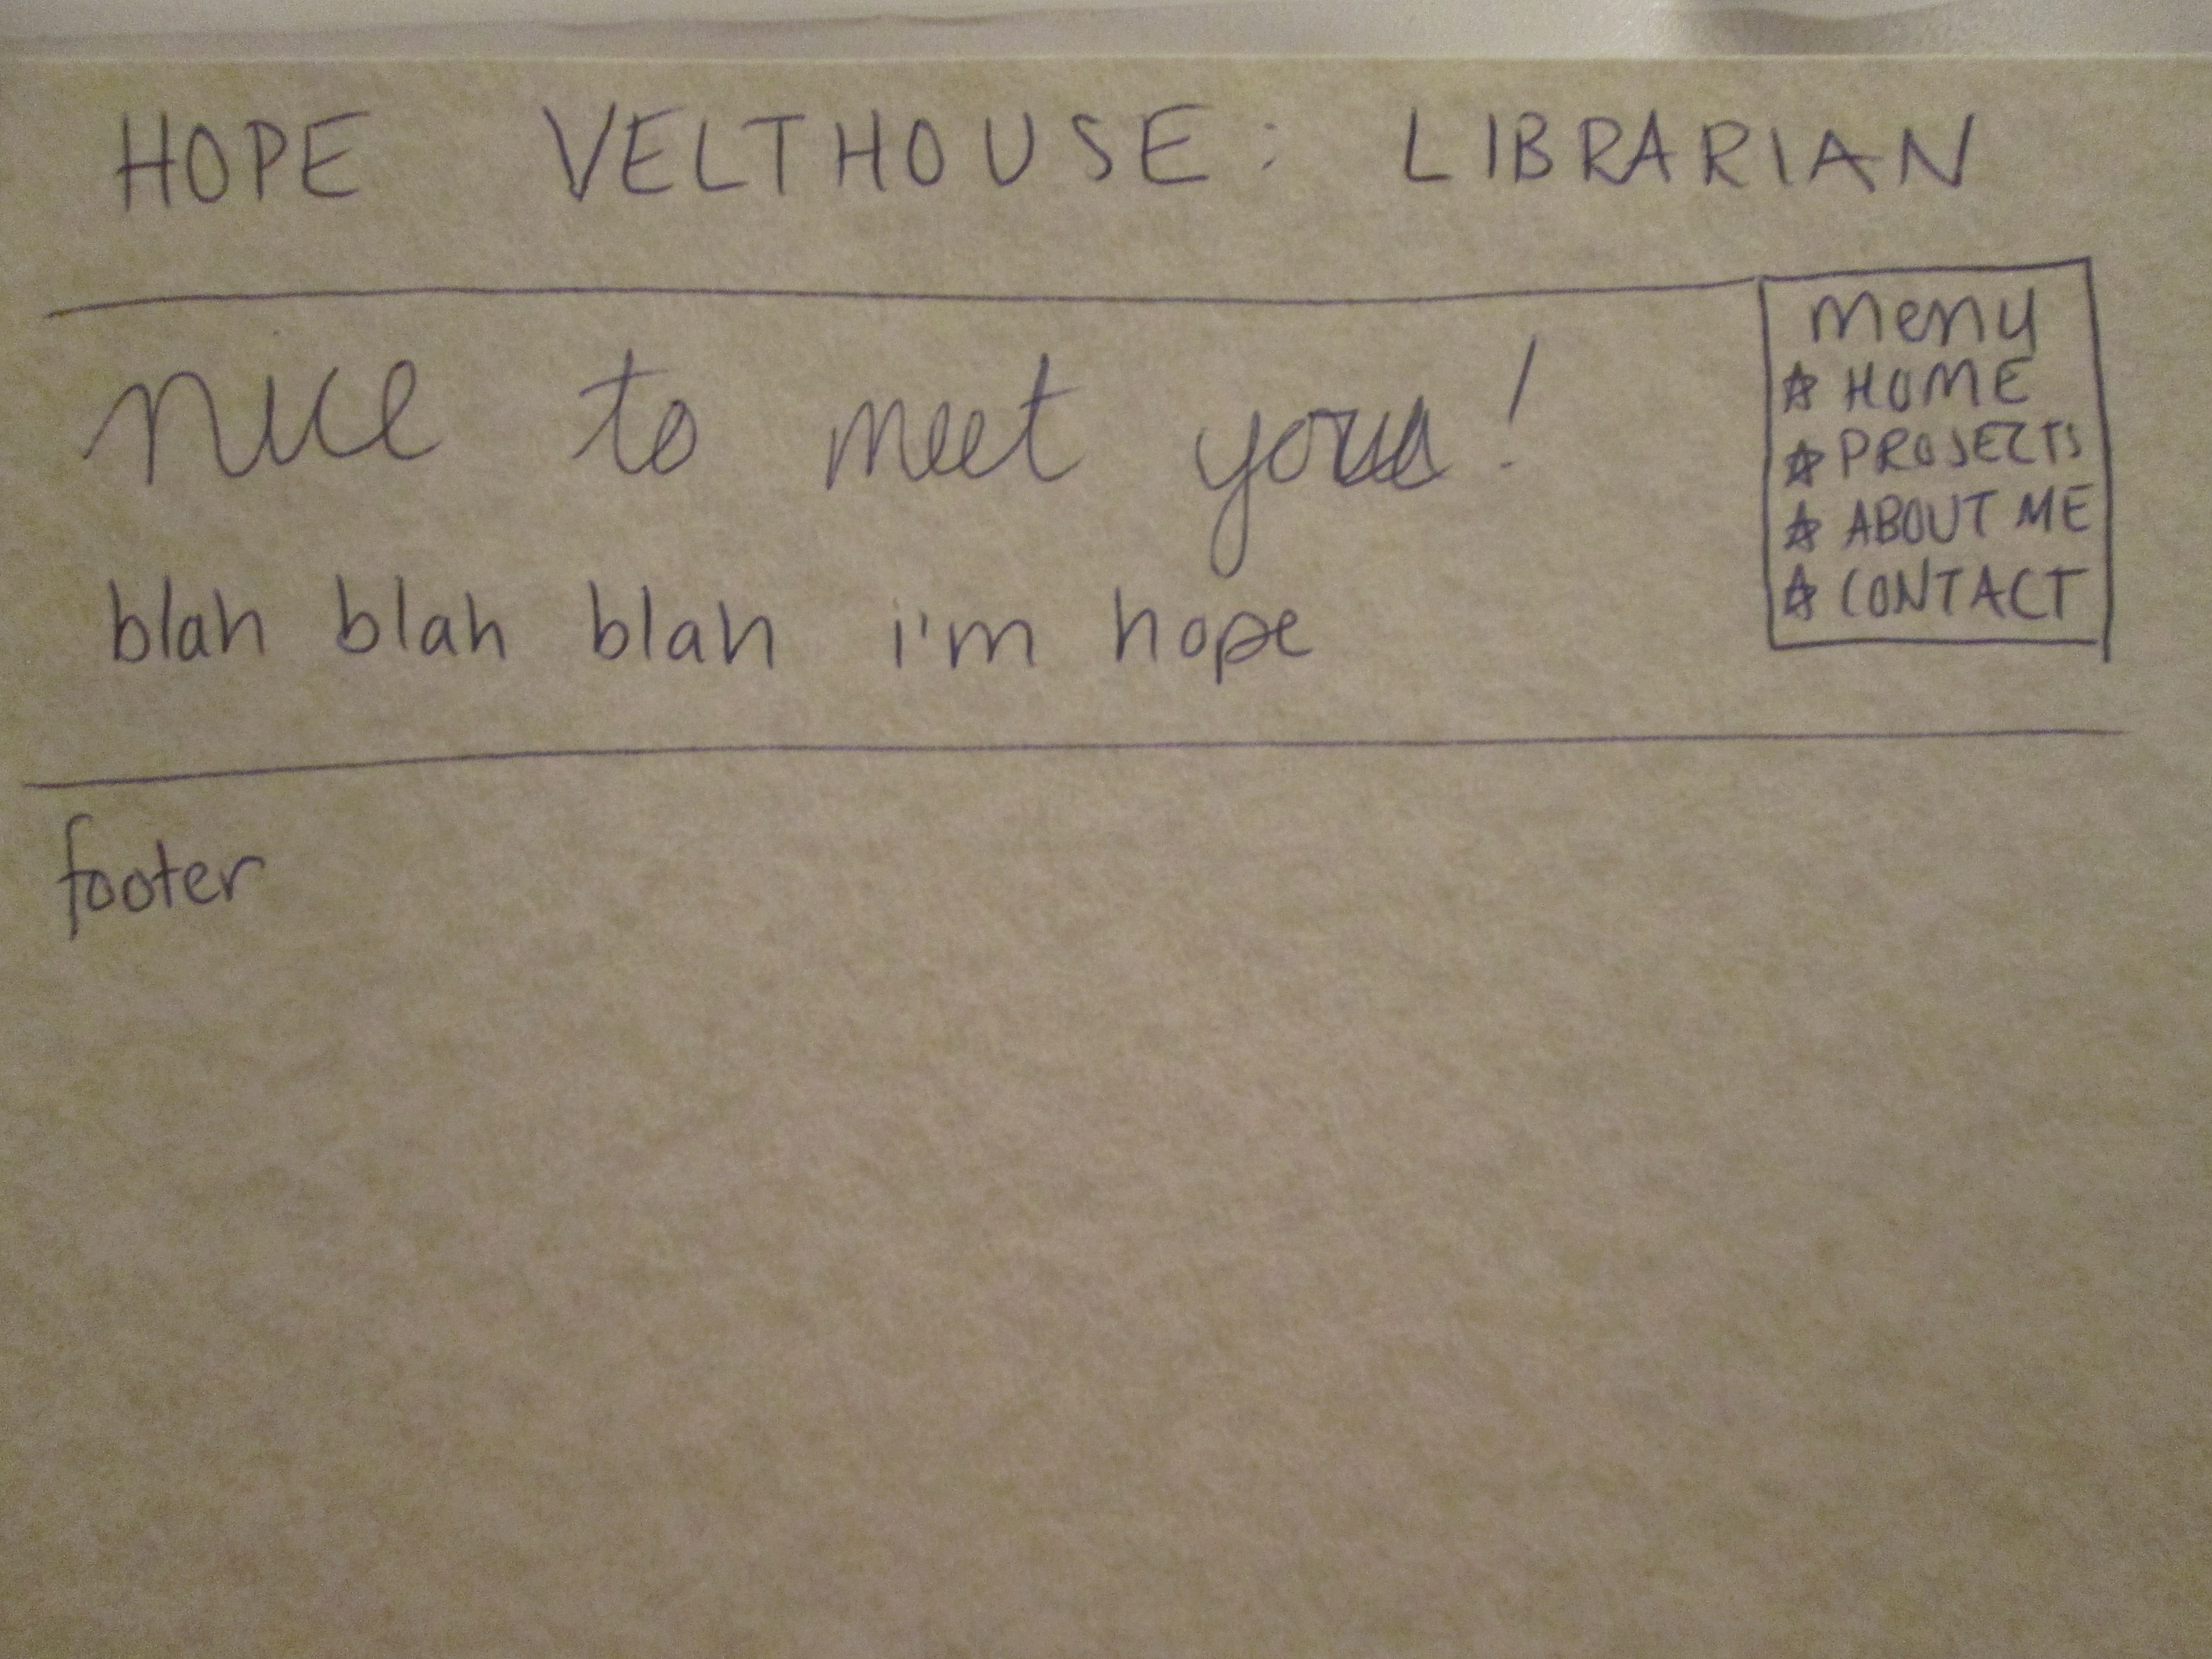 HOPE VELTHOUSE: LIBRARIAN
nice to meet you!
blah blah blah i'm hope
menu
☆ HOME
☆ PROJECTS
☆ ABOUT ME
☆ CONTACT
footer